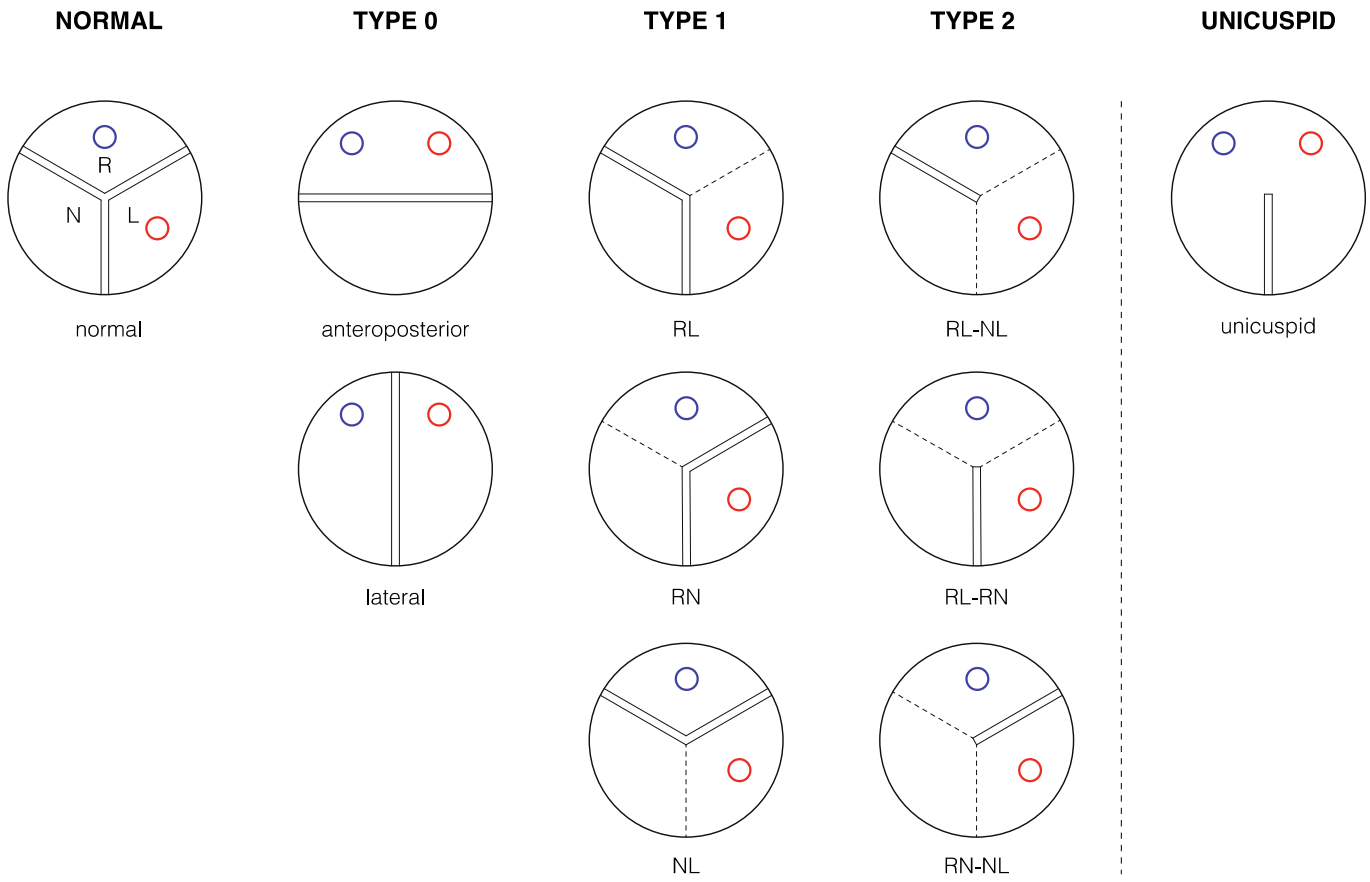 NORMAL TYPE 0 TYPE 1 TYPE 2 UNICUSPID
R
N L
normal anteroposterior RL RL-NL unicuspid
lateral RN RL-RN
NL RN-NL